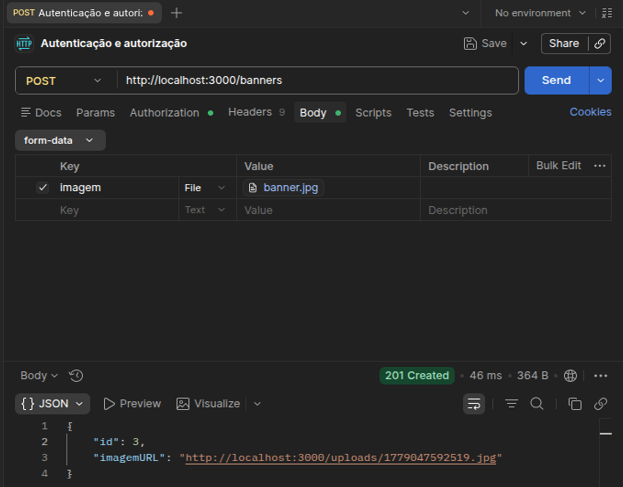 POST Autenticação e autori: No environment
HTTP Autenticação e autorização Save Share
POST http://localhost:3000/banners Send
Docs Params Authorization Headers 9 Body Scripts Tests Settings Cookies
form-data
Key Value Description Bulk Edit
imagem File banner.jpg
Key Text Value Description
Body 201 Created 46 ms 364 B
{} JSON Preview Visualize
1 {
2 "id": 3,
3 "imagemURL": "http://localhost:3000/uploads/1779047592519.jpg"
4 }